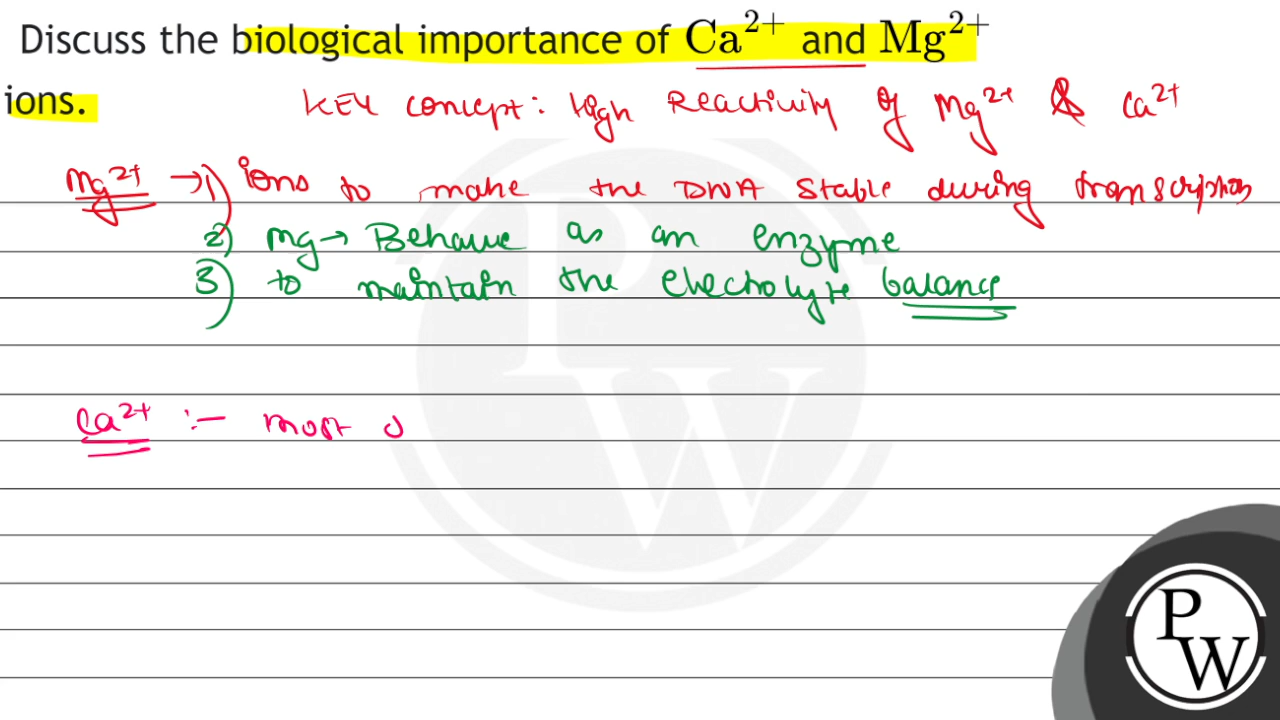 Discuss the biological importance of Ca²⁺ and Mg²⁺
ions.
KEY concept: High Reactivity of Mg²⁺ & Ca²⁺
Mg²⁺ → 1) ions to make the DNA Stable during transcription
2) mg → Behave as an enzyme
3) to maintain the electrolyte balance
Ca²⁺ :- most
P
W
P
W